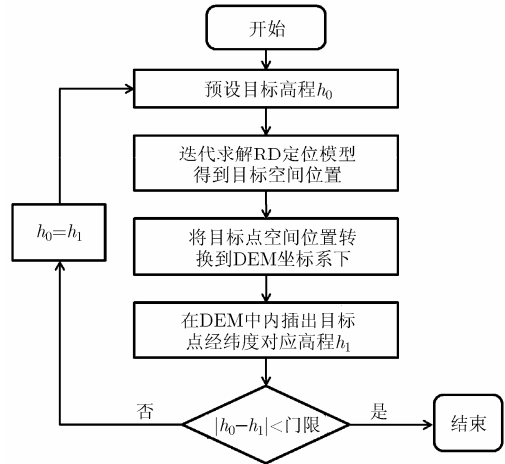 开始
预设目标高程h₀
迭代求解RD定位模型
得到目标空间位置
h₀=h₁
将目标点空间位置转
换到DEM坐标系下
在DEM中内插出目标
点经纬度对应高程h₁
否
|h₀−h₁|<门限
是
结束